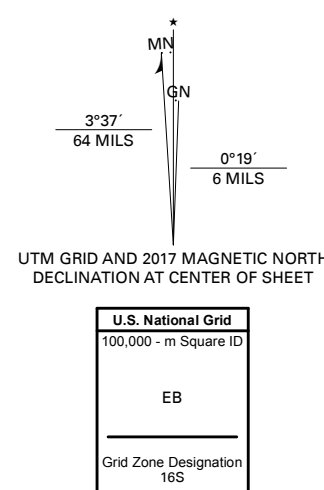 ★
MN
GN
3°37´
64 MILS
0°19´
6 MILS
UTM GRID AND 2017 MAGNETIC NORTH
DECLINATION AT CENTER OF SHEET
U.S. National Grid
100,000 - m Square ID
EB
Grid Zone Designation
16S